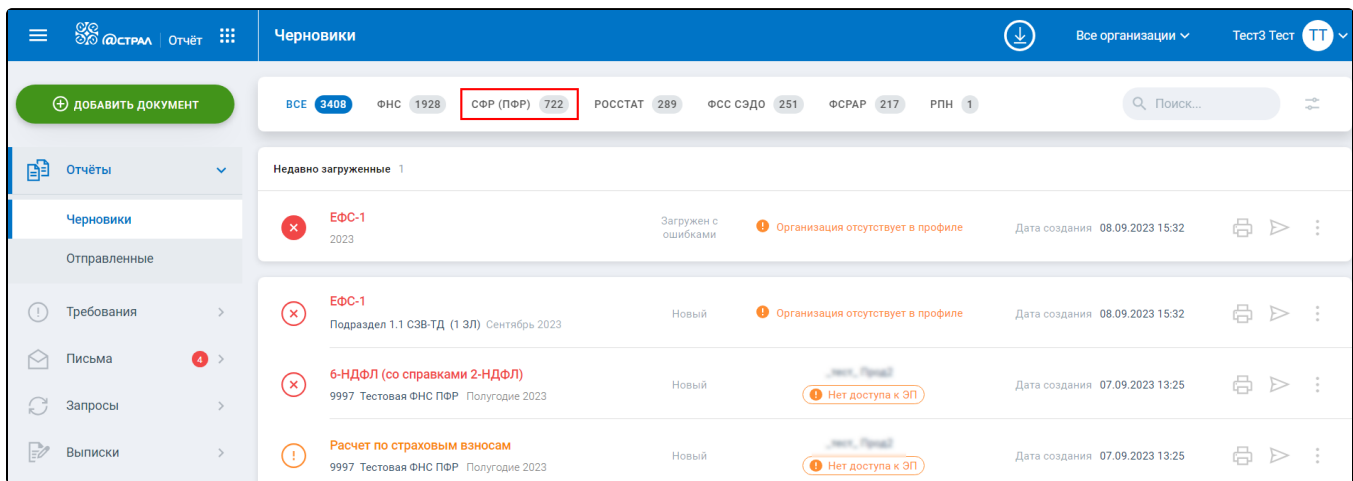 @СТРАЛ Отчёт Черновики Все организации Тест3 Тест ТТ
ДОБАВИТЬ ДОКУМЕНТ
ВСЕ 3408 ФНС 1928 СФР (ПФР) 722 РОССТАТ 289 ФСС СЭДО 251 ФСРАР 217 РПН 1 Поиск...
Отчёты
Черновики
Отправленные
Требования
Письма 4
Запросы
Выписки
Недавно загруженные 1
ЕФС-1
2023
Загружен с
ошибками
Организация отсутствует в профиле
Дата создания 08.09.2023 15:32
ЕФС-1
Подраздел 1.1 СЗВ-ТД (1 ЗЛ) Сентябрь 2023
Новый
Организация отсутствует в профиле
Дата создания 08.09.2023 15:32
6-НДФЛ (со справками 2-НДФЛ)
9997 Тестовая ФНС ПФР Полугодие 2023
Новый
Нет доступа к ЭП
Дата создания 07.09.2023 13:25
Расчет по страховым взносам
9997 Тестовая ФНС ПФР Полугодие 2023
Новый
Нет доступа к ЭП
Дата создания 07.09.2023 13:25